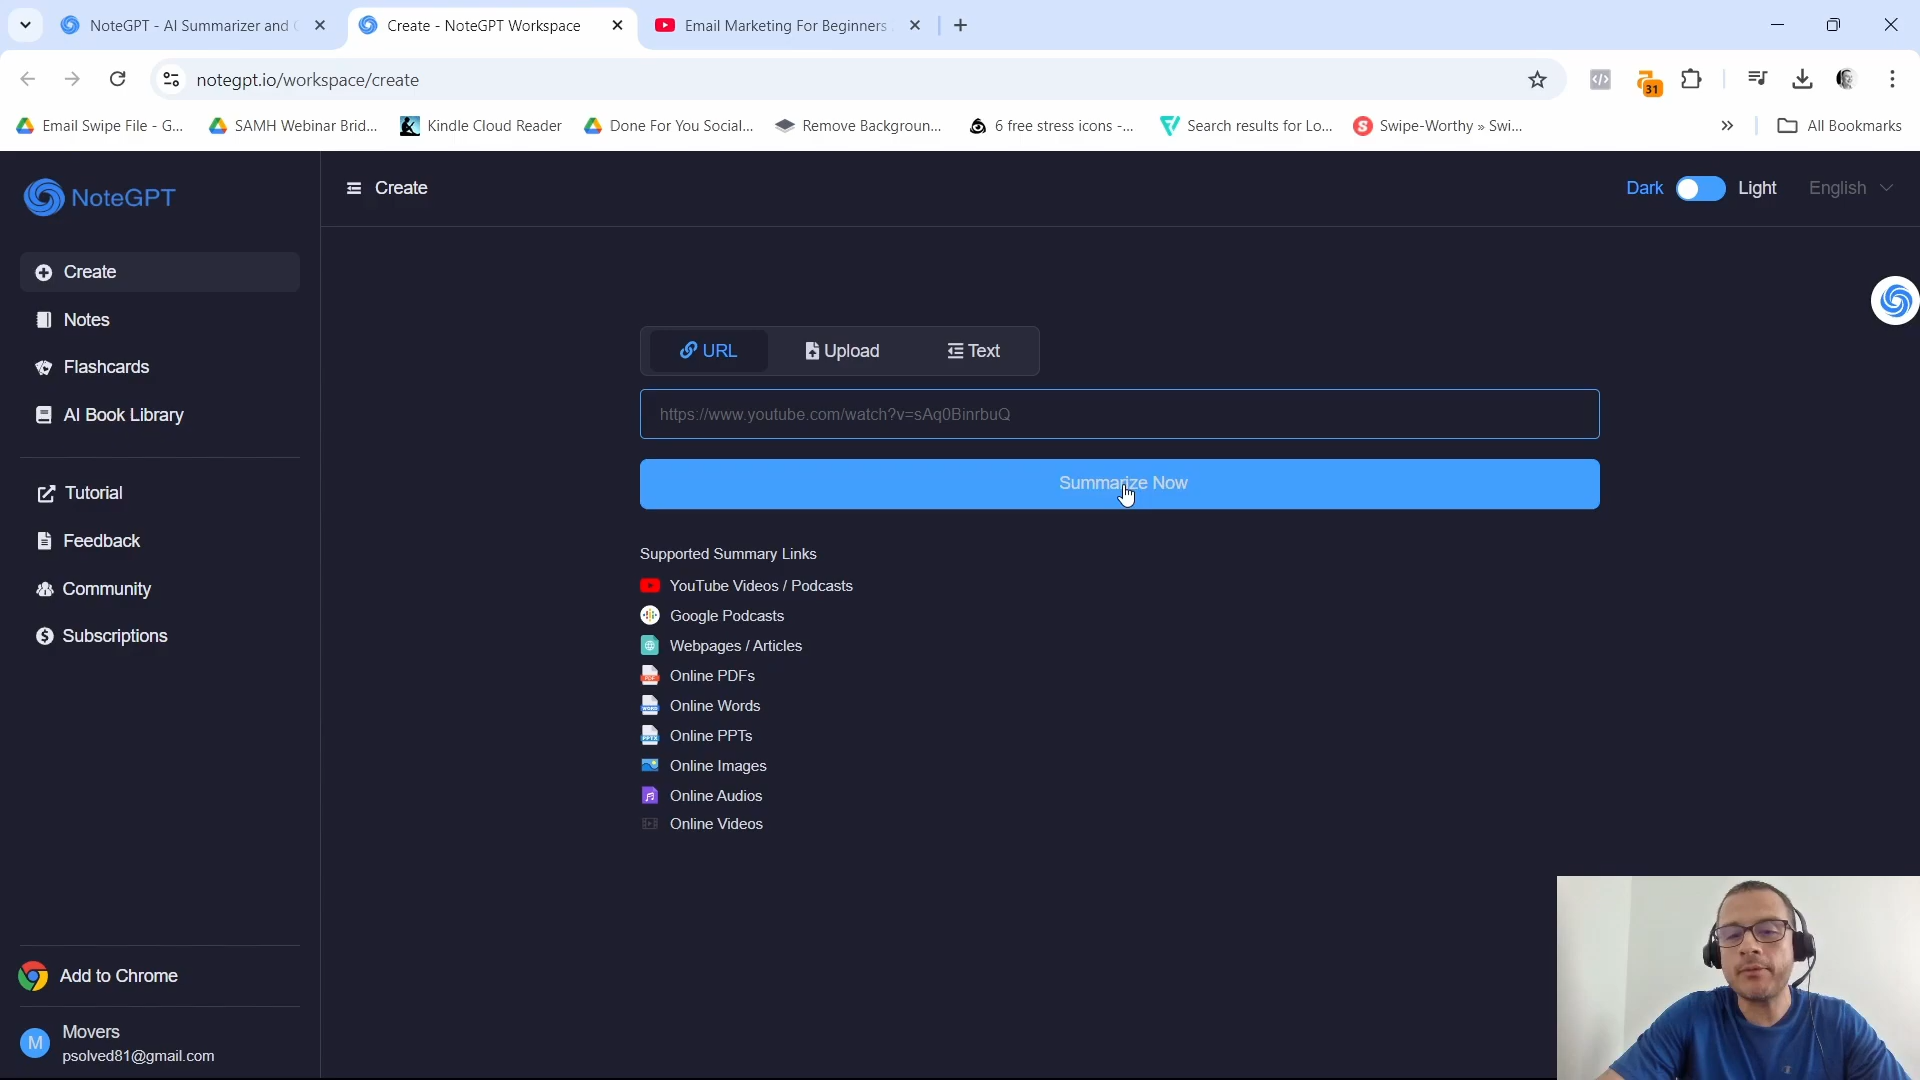 NoteGPT - AI Summarizer and
Create - NoteGPT Workspace
Email Marketing For Beginners
notegpt.io/workspace/create
31
Email Swipe File - G...
SAMH Webinar Brid...
Kindle Cloud Reader
Done For You Social...
Remove Backgroun...
6 free stress icons -...
Search results for Lo...
Swipe-Worthy » Swi...
All Bookmarks
NoteGPT
Create
Dark
Light
English
Create
Notes
Flashcards
AI Book Library
Tutorial
Feedback
Community
Subscriptions
URL
Upload
Text
https://www.youtube.com/watch?v=sAq0BinrbuQ
Summarize Now
Supported Summary Links
YouTube Videos / Podcasts
Google Podcasts
Webpages / Articles
Online PDFs
Online Words
Online PPTs
Online Images
Online Audios
Online Videos
Add to Chrome
M
Movers
psolved81@gmail.com